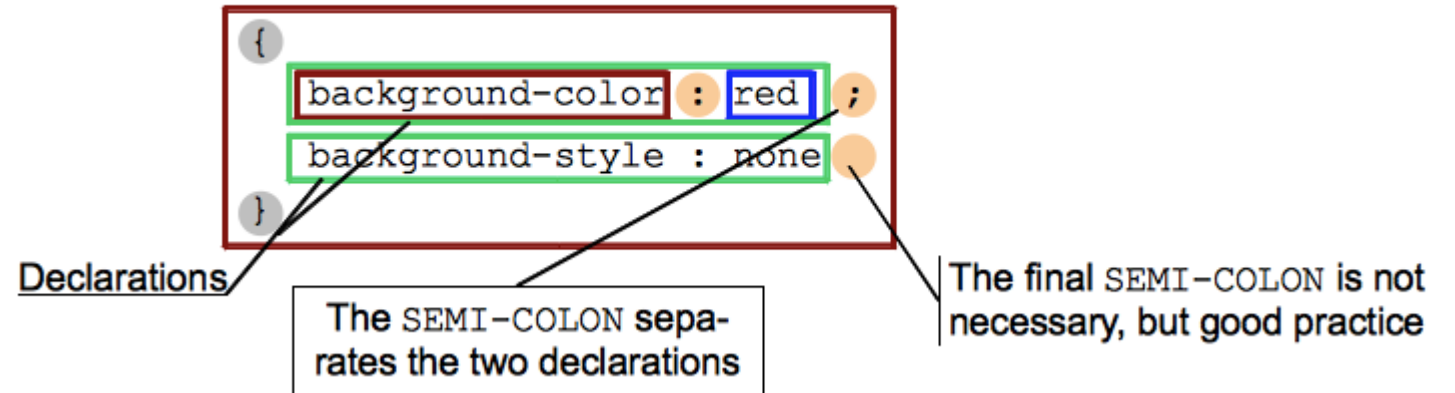 {
background-color : red ;
background-style : none
}
Declarations
The SEMI-COLON sepa-
rates the two declarations
The final SEMI-COLON is not
necessary, but good practice